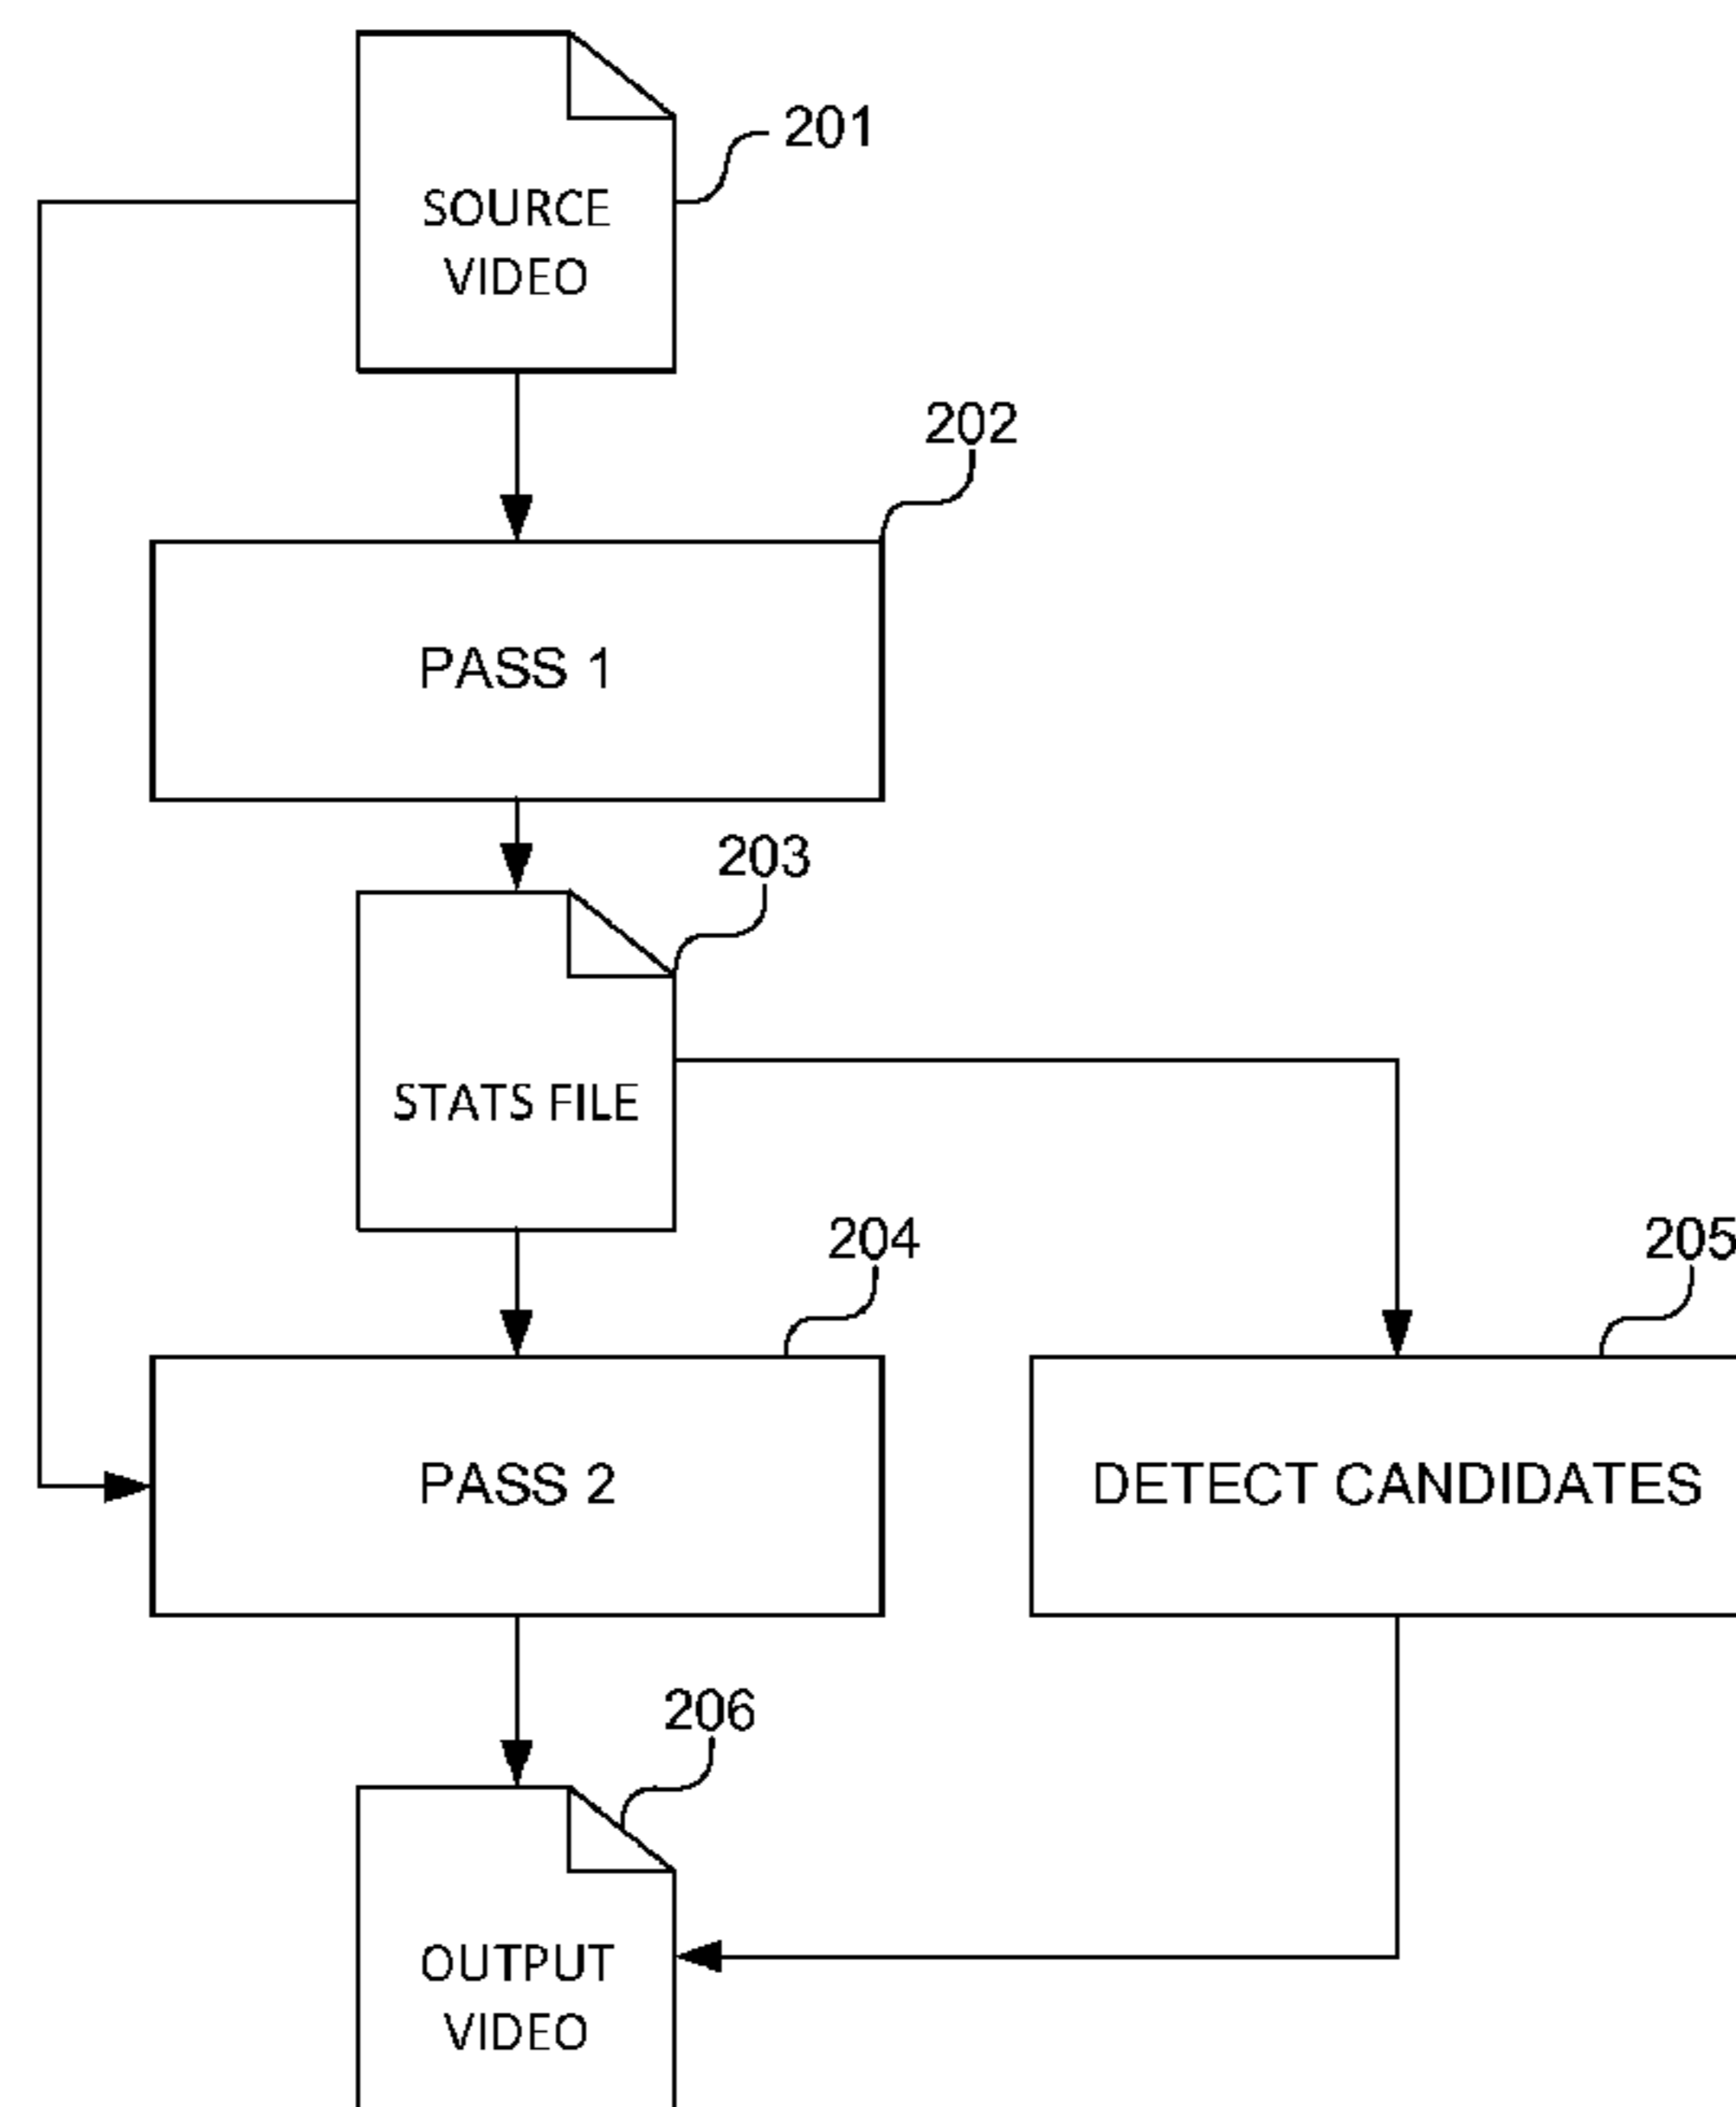 201
SOURCE
VIDEO
202
PASS 1
203
STATS FILE
204
205
PASS 2
DETECT CANDIDATES
206
OUTPUT
VIDEO